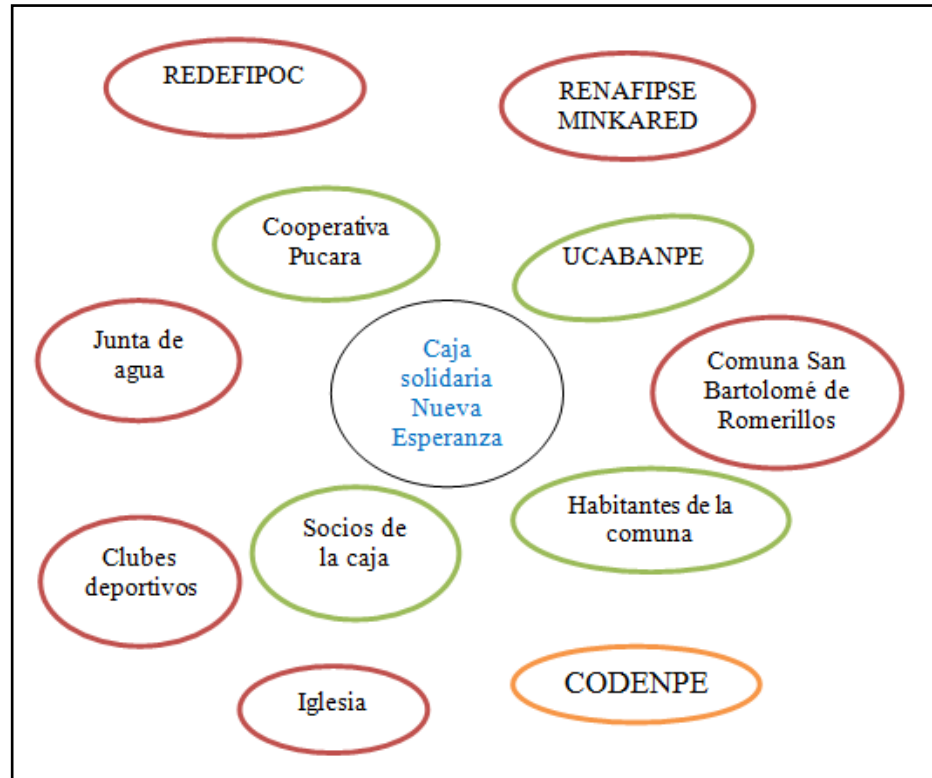 REDEFIPOC
RENAFIPSE
MINKARED
Cooperativa
Pucara
UCABANPE
Junta de
agua
Caja
solidaria
Nueva
Esperanza
Comuna San
Bartolomé de
Romerillos
Socios de
la caja
Habitantes de la
comuna
Clubes
deportivos
Iglesia
CODENPE